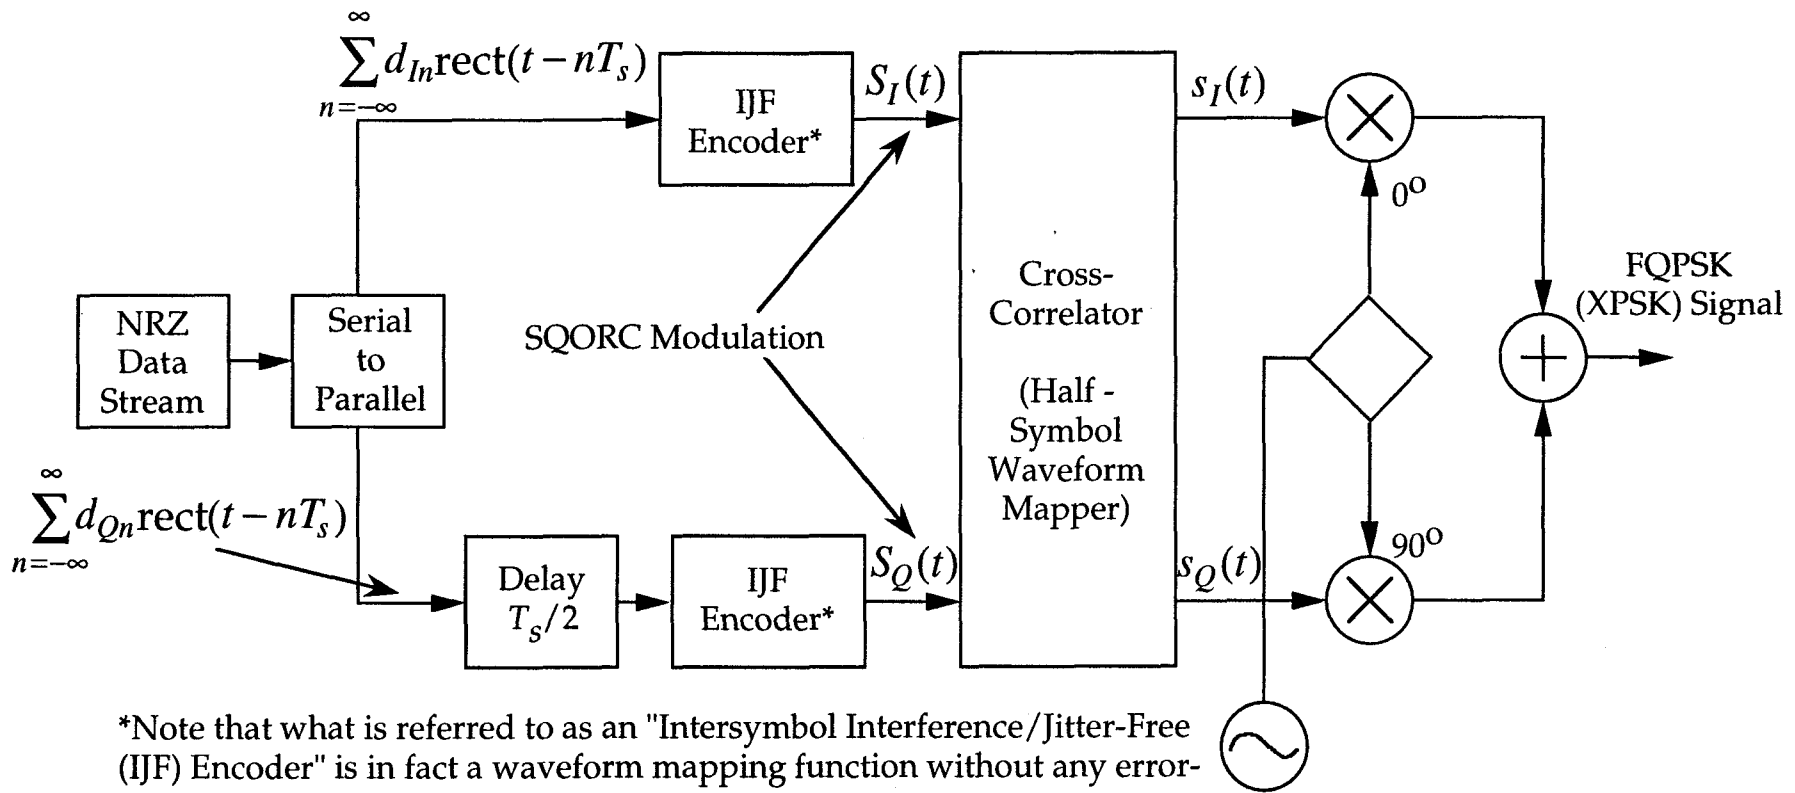 ∞
∑ d_In rect(t − nT_s)
n=−∞
IJF
Encoder*
S_I(t)
s_I(t)
0°
Cross-
Correlator
(Half -
Symbol
Waveform
Mapper)
FQPSK
(XPSK) Signal
NRZ
Data
Stream
Serial
to
Parallel
SQORC Modulation
∞
∑ d_Qn rect(t − nT_s)
n=−∞
Delay
T_s/2
IJF
Encoder*
S_Q(t)
s_Q(t)
90°
*Note that what is referred to as an "Intersymbol Interference/Jitter-Free
(IJF) Encoder" is in fact a waveform mapping function without any error-